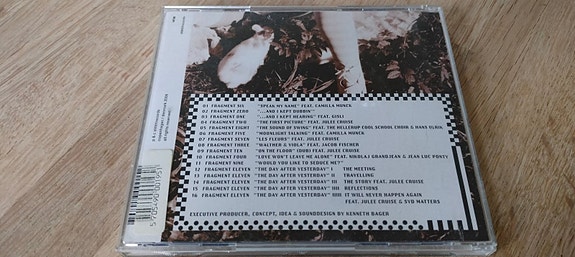 01 FRAGMENT SIX "SPEAK MY NAME" FEAT. CAMILLA MUNCK
02 FRAGMENT ZERO "...AND I KEPT DUBBIN'"
03 FRAGMENT ONE "...AND I KEPT HEARING" FEAT. GISLI
04 FRAGMENT TWO "THE FIRST PICTURE" FEAT. JULEE CRUISE
05 FRAGMENT EIGHT "THE SOUND OF SWING" FEAT. THE HELLERUP COOL SCHOOL CHOIR &
06 FRAGMENT FIVE "MOONLIGHT TALKING" FEAT. CAMILLA MUNCK
07 FRAGMENT SEVEN "LES FLEURS" FEAT. JULEE CRUISE
08 FRAGMENT THREE "WALTHER & VIOLA" FEAT. JACOB FISCHER
09 FRAGMENT TEN "ON THE FLOOR" (DUB) FEAT. JULEE CRUISE
10 FRAGMENT FOUR "LOVE WON'T LEAVE ME ALONE" FEAT. NIKOLAJ GRANDJEAN & JEAN LUC PONTY
11 FRAGMENT NINE "WOULD YOU LIKE TO SEDUCE ME?"
12 FRAGMENT ELEVEN "THE DAY AFTER YESTERDAY" I THE MEETING
13 FRAGMENT ELEVEN "THE DAY AFTER YESTERDAY" II TRAVELLING
14 FRAGMENT ELEVEN "THE DAY AFTER YESTERDAY" III THE STORY FEAT. JULEE CRUISE
15 FRAGMENT ELEVEN "THE DAY AFTER YESTERDAY" IIII REFLECTIONS
16 FRAGMENT ELEVEN "THE DAY AFTER YESTERDAY" IIIII IT WILL NEVER HAPPEN AGAIN
FEAT. JULEE CRUISE & SYD MATTERS
EXECUTIVE PRODUCER, CONCEPT, IDEA & SOUNDDESIGN BY KENNETH BAGER